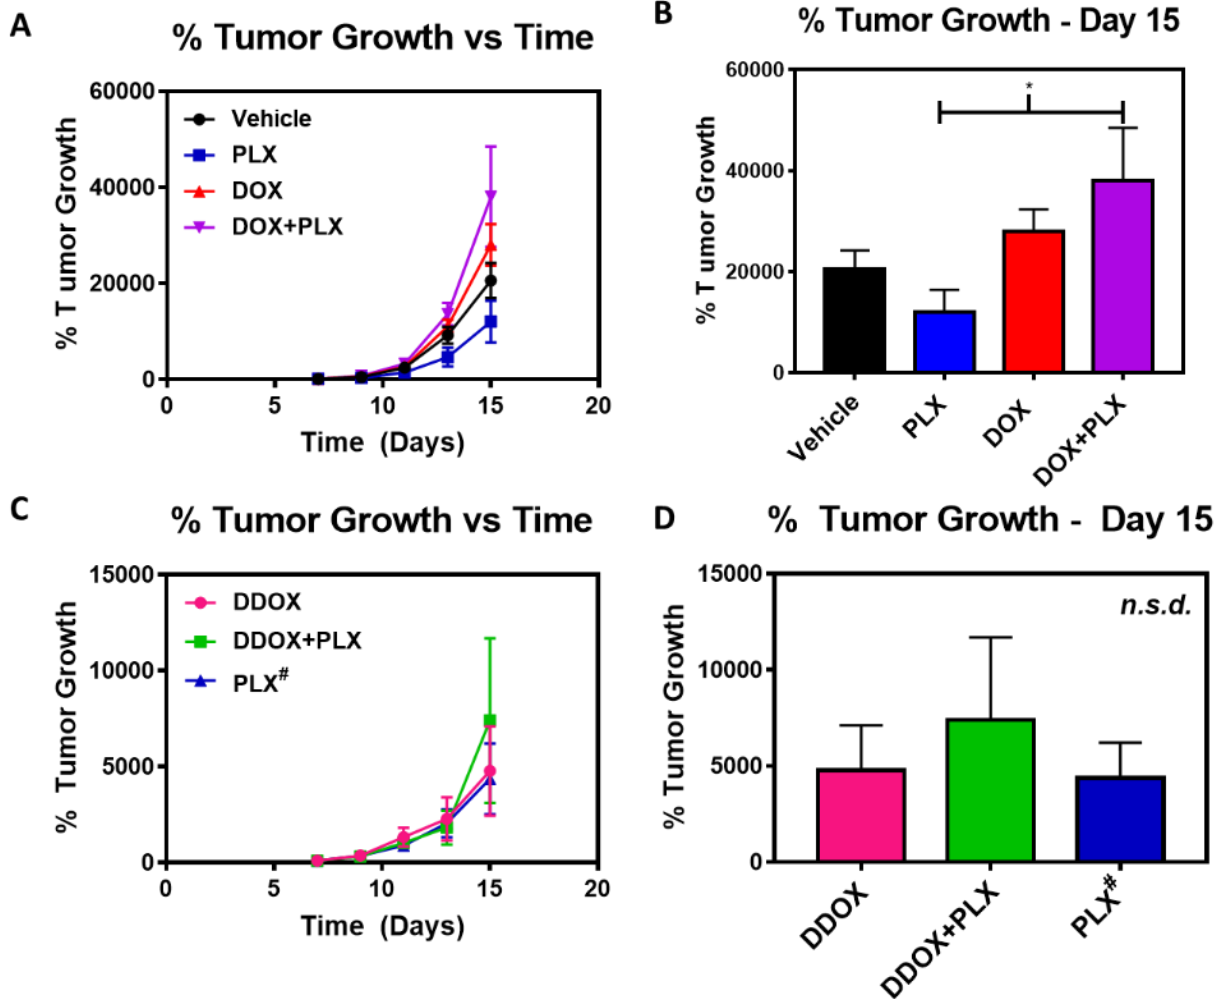 A
% Tumor Growth vs Time
% T umor Growth
60000
40000
20000
0
Vehicle
PLX
DOX
DOX+PLX
0
5
10
15
20
Time (Days)
B
% Tumor Growth - Day 15
% T umor Growth
60000
40000
20000
0
*
Vehicle
PLX
DOX
DOX+PLX
C
% Tumor Growth vs Time
% Tumor Growth
15000
10000
5000
0
DDOX
DDOX+PLX
PLX#
0
5
10
15
20
Time (Days)
D
% Tumor Growth - Day 15
% Tumor Growth
15000
10000
5000
0
n.s.d.
DDOX
DDOX+PLX
PLX#